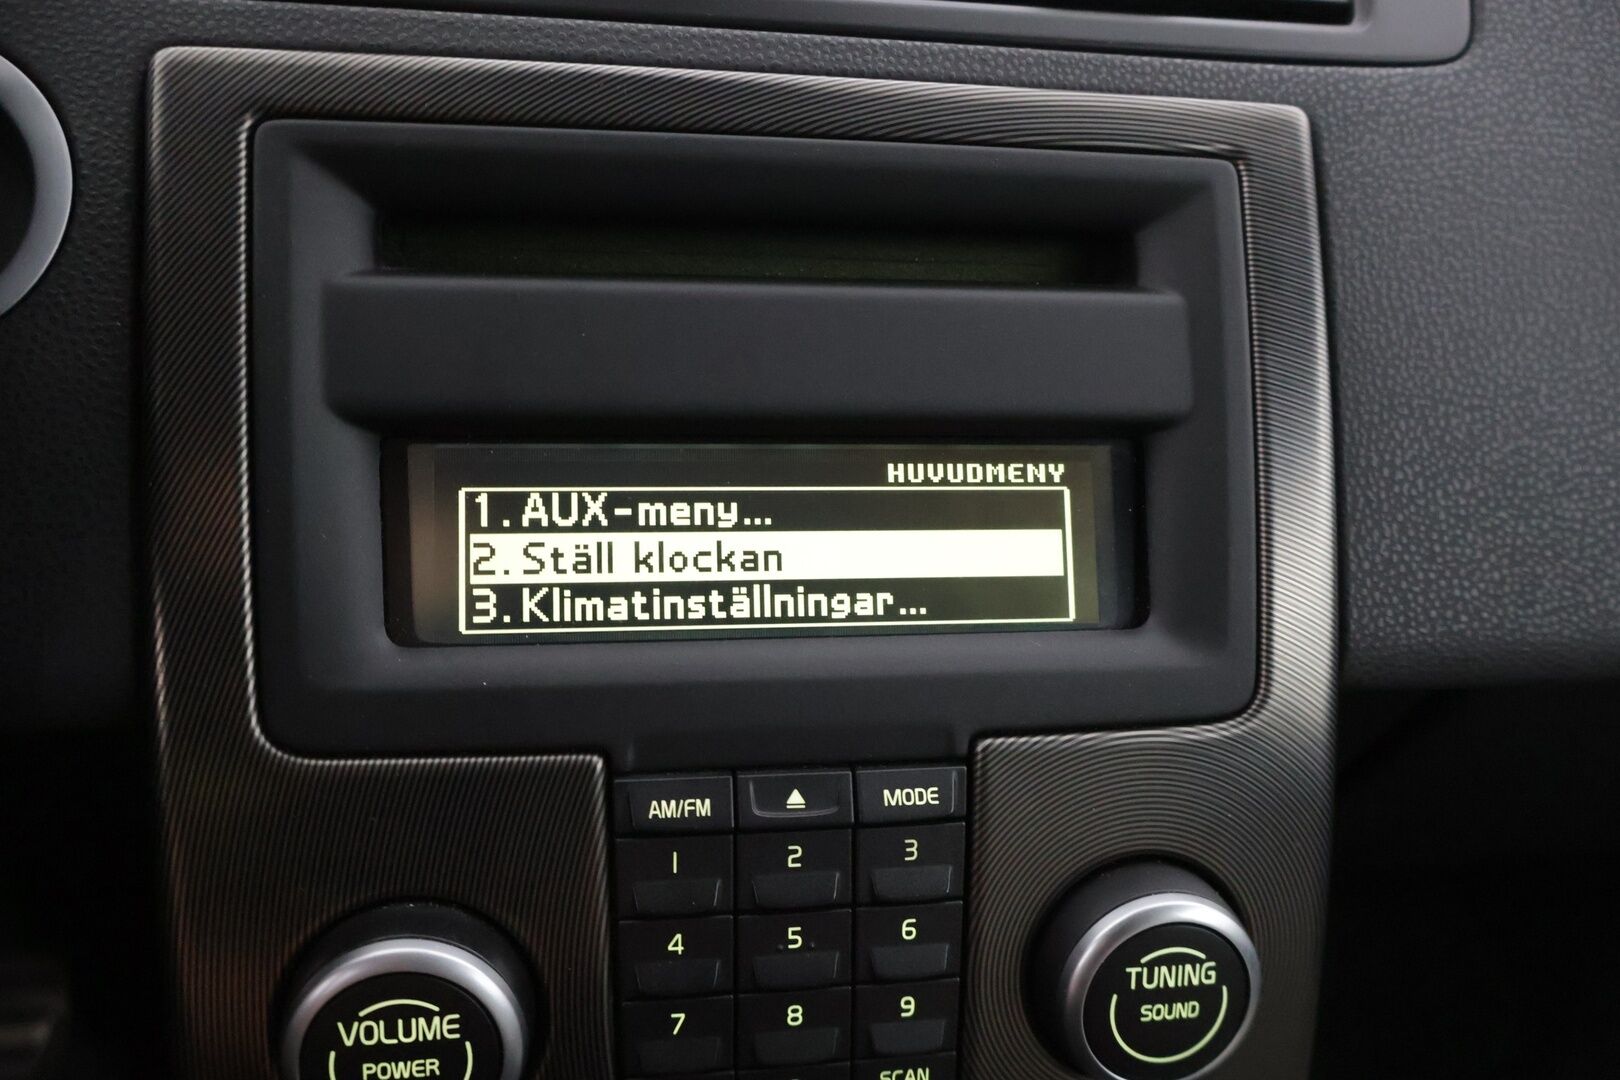 HUVUDMENY
1. AUX-meny...
2. Ställ klockan
3. Klimatinställningar...
AM/FM MODE
1 2 3
4 5 6
7 8 9
SCAN
VOLUME
POWER
TUNING
SOUND